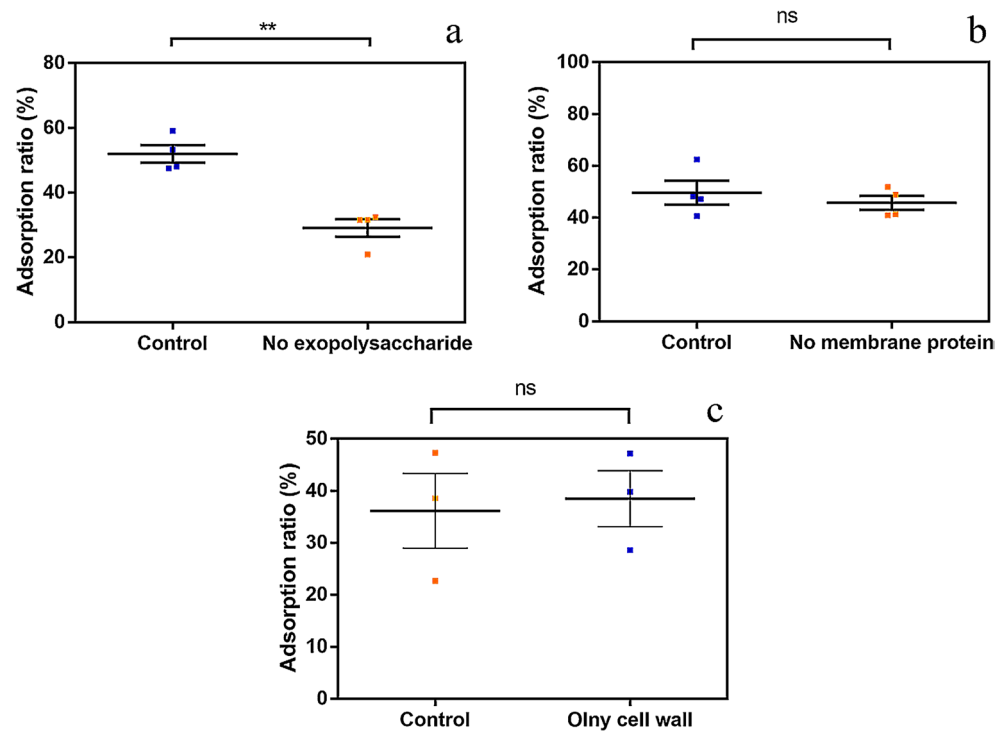 ** a
80
60
40
20
0
Adsorption ratio (%)
Control No exopolysaccharide
ns b
100
80
60
40
20
0
Adsorption ratio (%)
Control No membrane protein
ns c
50
40
30
20
10
0
Adsorption ratio (%)
Control Olny cell wall